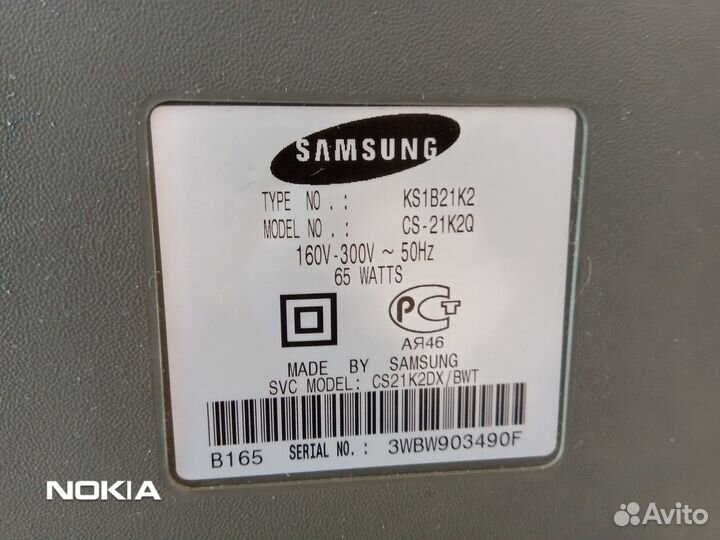 SAMSUNG
TYPE NO .: : KS1B21K2
MODEL NO .: : CS-21K2Q
160V-300V ~ 50Hz
65 WATTS
РСТ
АЯ46
MADE BY SAMSUNG
SVC MODEL: CS21K2DX/BWT
B165 SERIAL NO.: : 3WBW903490F
NOKIA
Avito